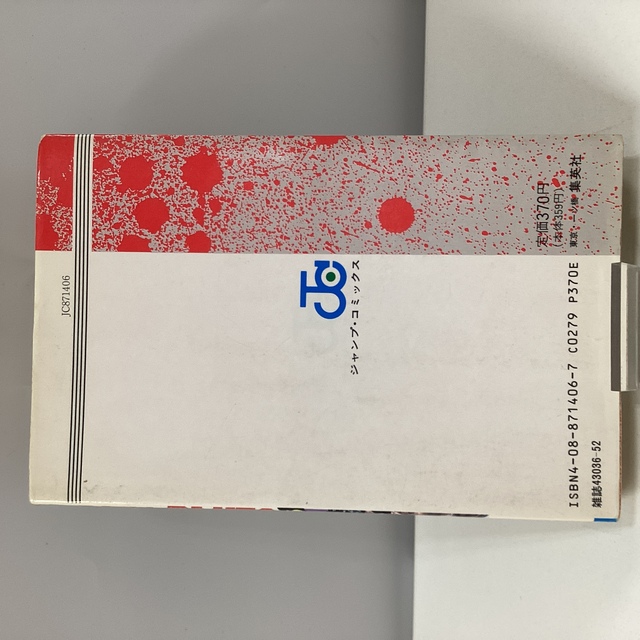 JC871406
JC
ジャンプ・コミックス
定価370円
(本体359円)
集英社
ISBN4-08-871406-7 C0279 P370E
雑誌43036-52